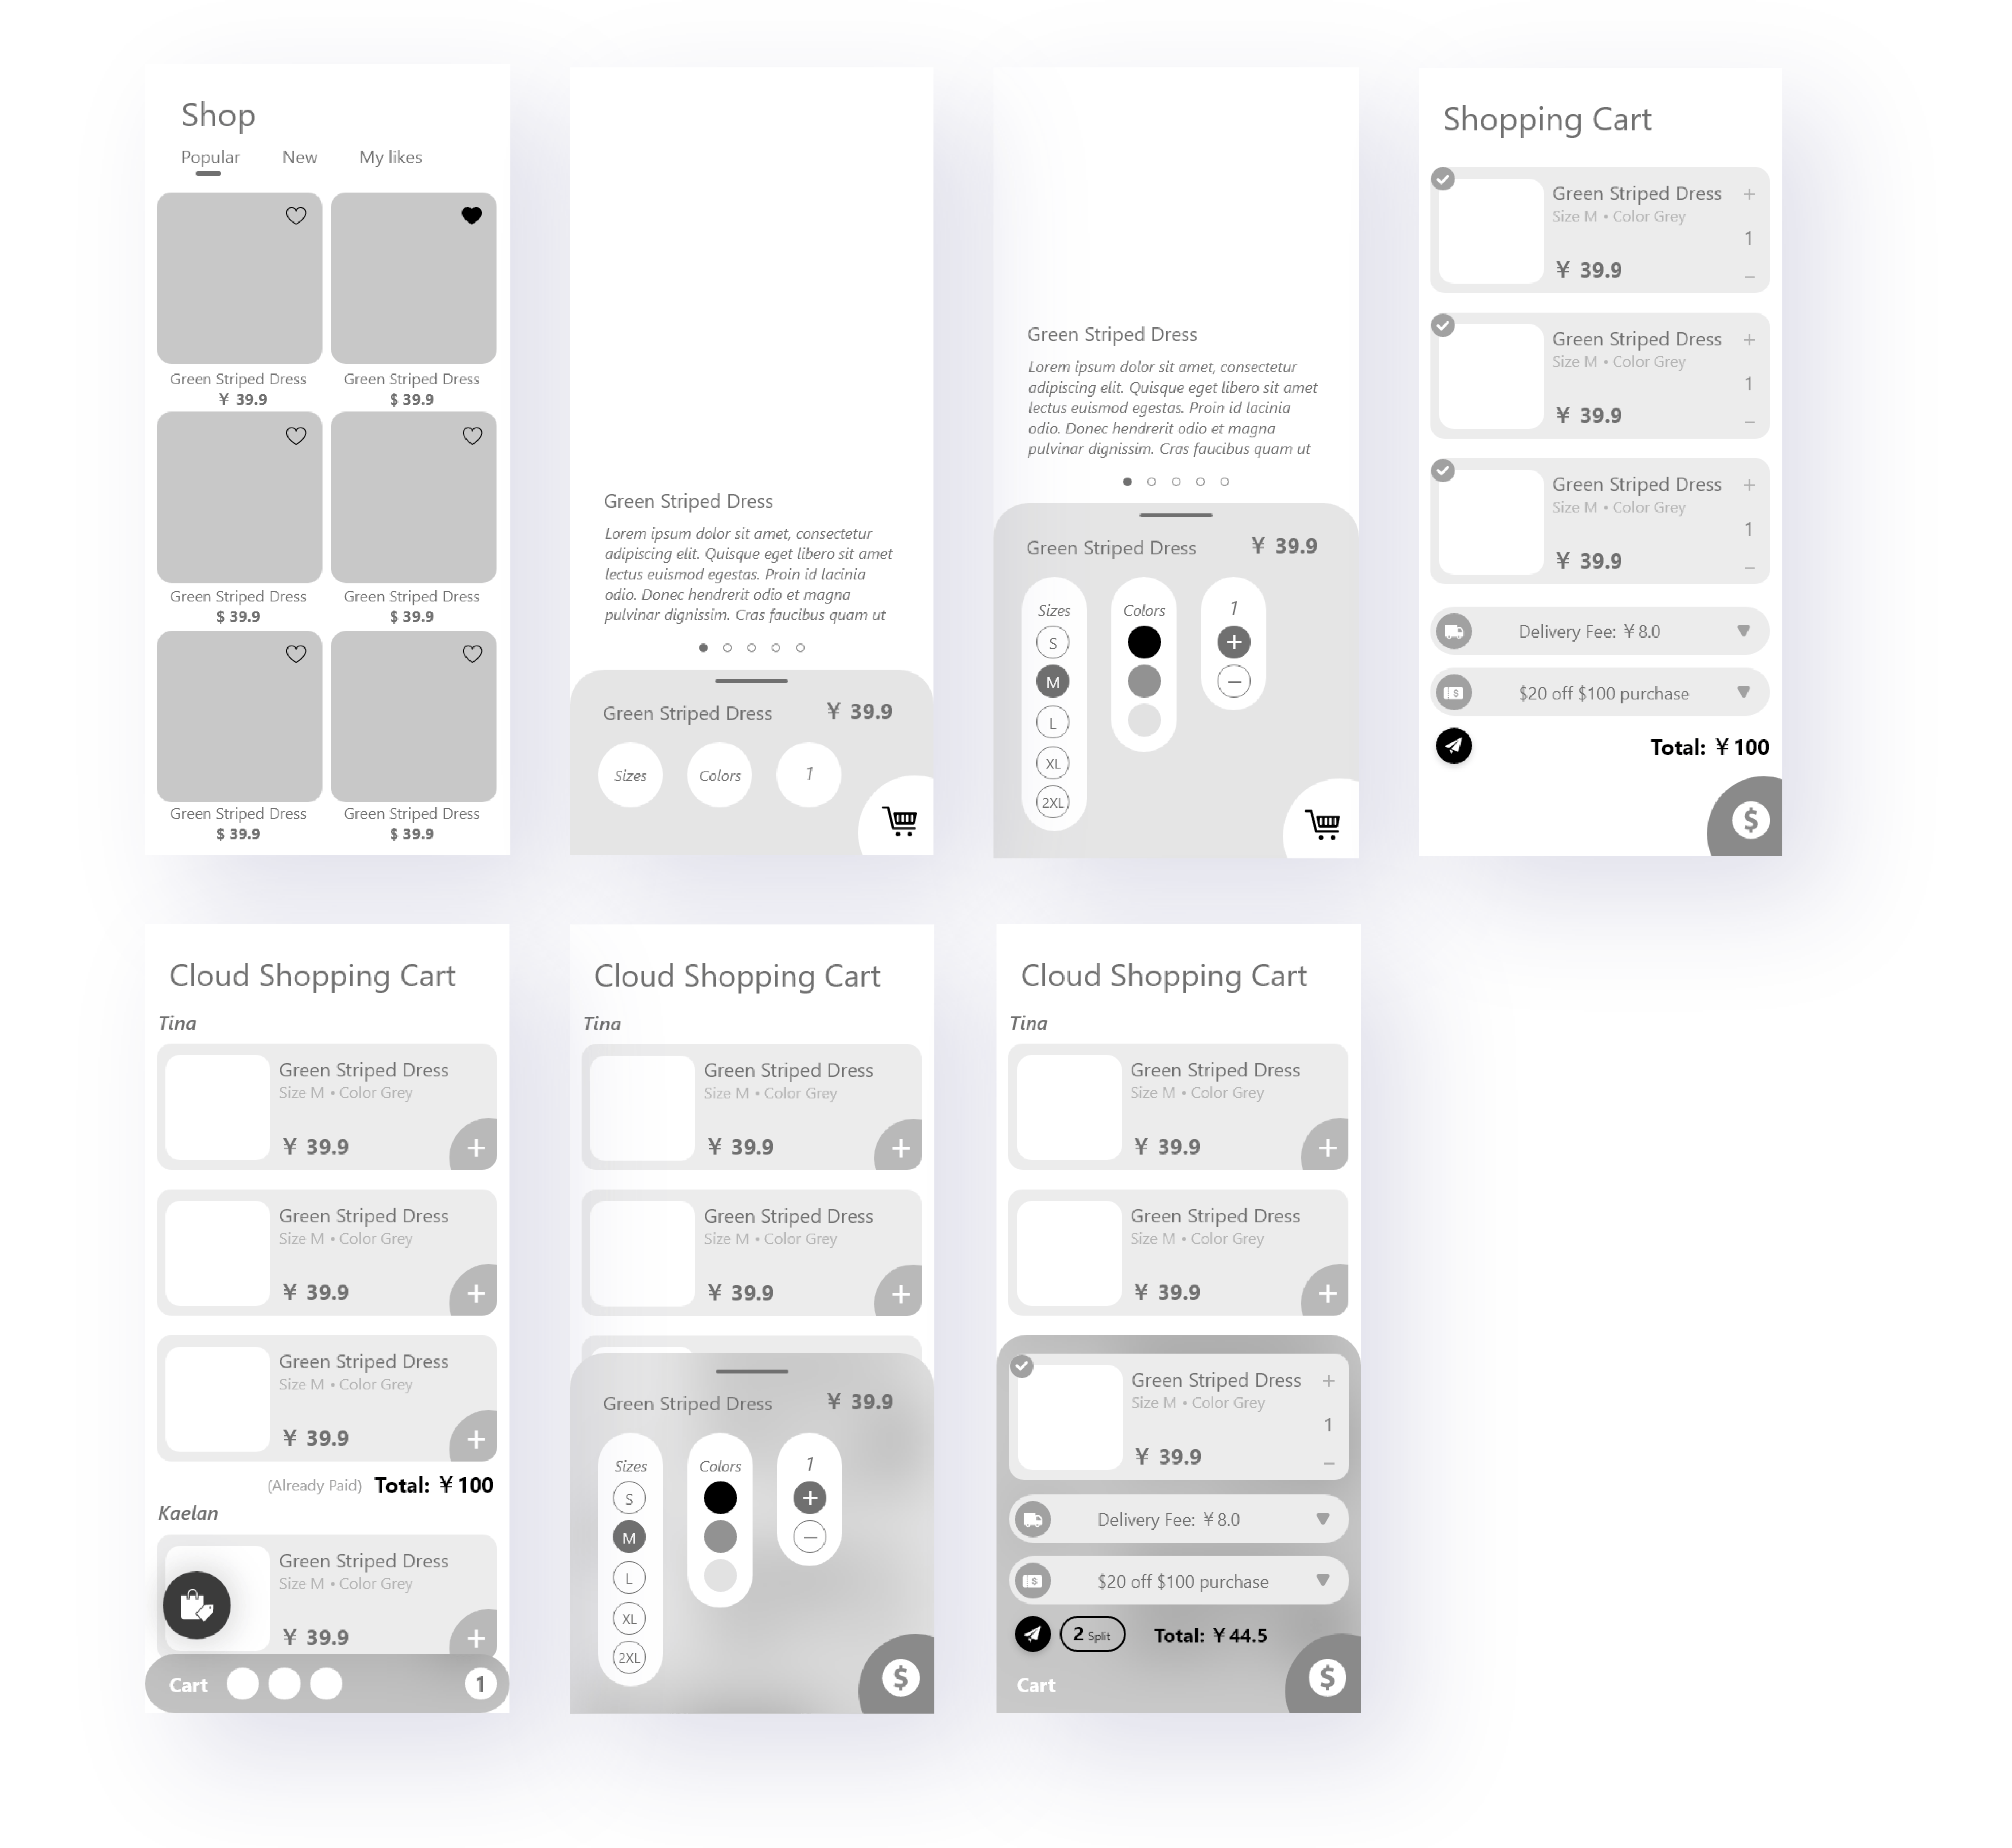 Shop
Popular New My likes
Green Striped Dress Green Striped Dress
¥ 39.9 $ 39.9
Green Striped Dress Green Striped Dress
$ 39.9 $ 39.9
Green Striped Dress Green Striped Dress
$ 39.9 $ 39.9
Green Striped Dress
Lorem ipsum dolor sit amet, consectetur
adipiscing elit. Quisque eget libero sit amet
lectus euismod egestas. Proin id lacinia
odio. Donec hendrerit odio et magna
pulvinar dignissim. Cras faucibus quam ut
Green Striped Dress ¥ 39.9
Sizes Colors 1
Green Striped Dress
Lorem ipsum dolor sit amet, consectetur
adipiscing elit. Quisque eget libero sit amet
lectus euismod egestas. Proin id lacinia
odio. Donec hendrerit odio et magna
pulvinar dignissim. Cras faucibus quam ut
Green Striped Dress ¥ 39.9
Sizes Colors 1
S +
M −
L
XL
2XL
Shopping Cart
Green Striped Dress +
Size M • Color Grey
1
¥ 39.9 −
Green Striped Dress +
Size M • Color Grey
1
¥ 39.9 −
Green Striped Dress +
Size M • Color Grey
1
¥ 39.9 −
Delivery Fee: ¥8.0
$ $20 off $100 purchase
Total: ¥100
$
Cloud Shopping Cart
Tina
Green Striped Dress
Size M • Color Grey
¥ 39.9 +
Green Striped Dress
Size M • Color Grey
¥ 39.9 +
Green Striped Dress
Size M • Color Grey
¥ 39.9 +
(Already Paid) Total: ¥100
Kaelan
Green Striped Dress
Size M • Color Grey
¥ 39.9 +
Cart 1
Cloud Shopping Cart
Tina
Green Striped Dress
Size M • Color Grey
¥ 39.9 +
Green Striped Dress
Size M • Color Grey
¥ 39.9 +
Green Striped Dress ¥ 39.9
Sizes Colors 1
S +
M −
L
XL
2XL
$
Cloud Shopping Cart
Tina
Green Striped Dress
Size M • Color Grey
¥ 39.9 +
Green Striped Dress
Size M • Color Grey
¥ 39.9 +
Green Striped Dress +
Size M • Color Grey
1
¥ 39.9 −
Delivery Fee: ¥8.0
$ $20 off $100 purchase
2 Split Total: ¥44.5
Cart $